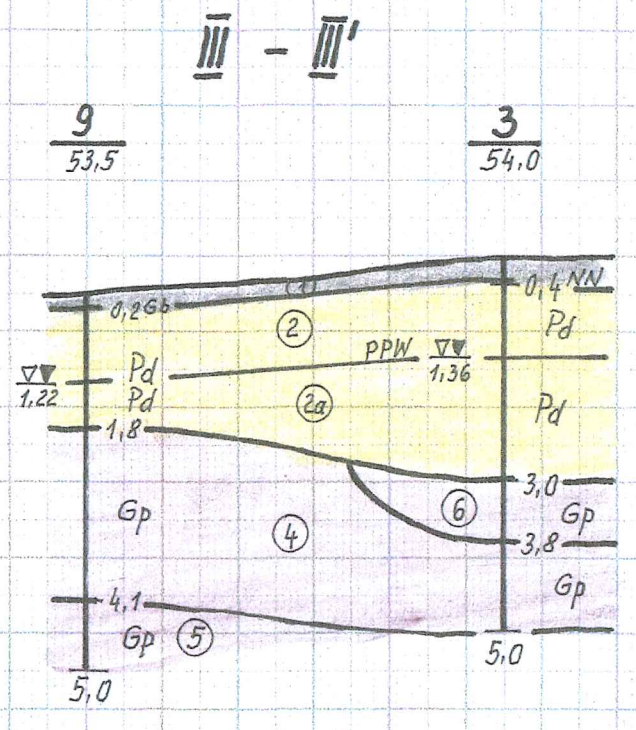 III - III'
9
53,5
3
54,0
1
0,2 Gb
0,4 NN
2
Pd
Pd
PPW
1,36
1,22
Pd
2a
Pd
1,8
3,0
Gp
4
6
Gp
3,8
Gp
4,1
Gp
5
5,0
5,0